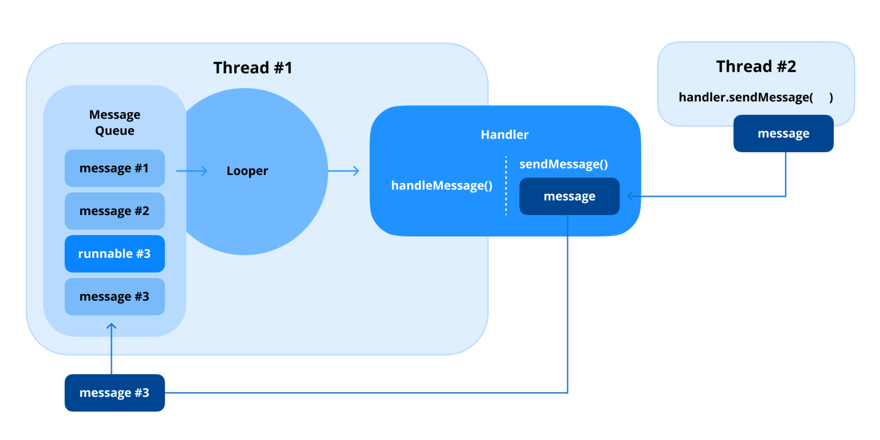 Thread #1
Message
Queue
message #1
message #2
runnable #3
message #3
Looper
Handler
handleMessage()
sendMessage()
message
Thread #2
handler.sendMessage( )
message
message #3